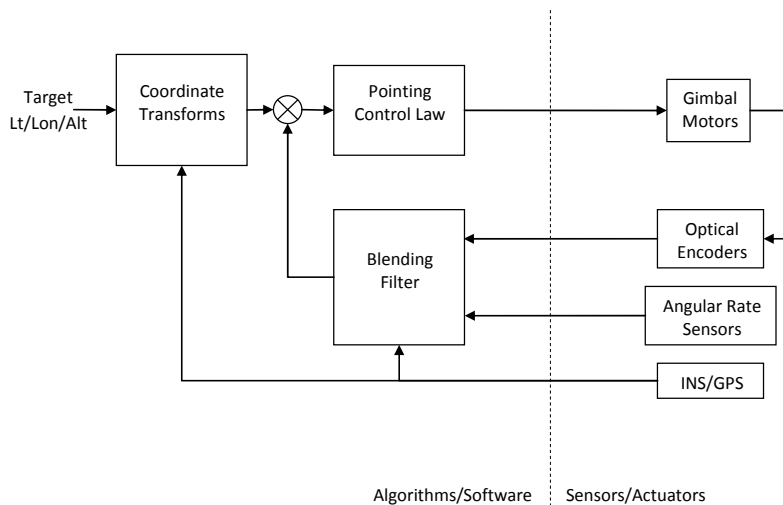 Target
Lt/Lon/Alt
Coordinate
Transforms
Pointing
Control Law
Gimbal
Motors
Blending
Filter
Optical
Encoders
Angular Rate
Sensors
INS/GPS
Algorithms/Software
Sensors/Actuators